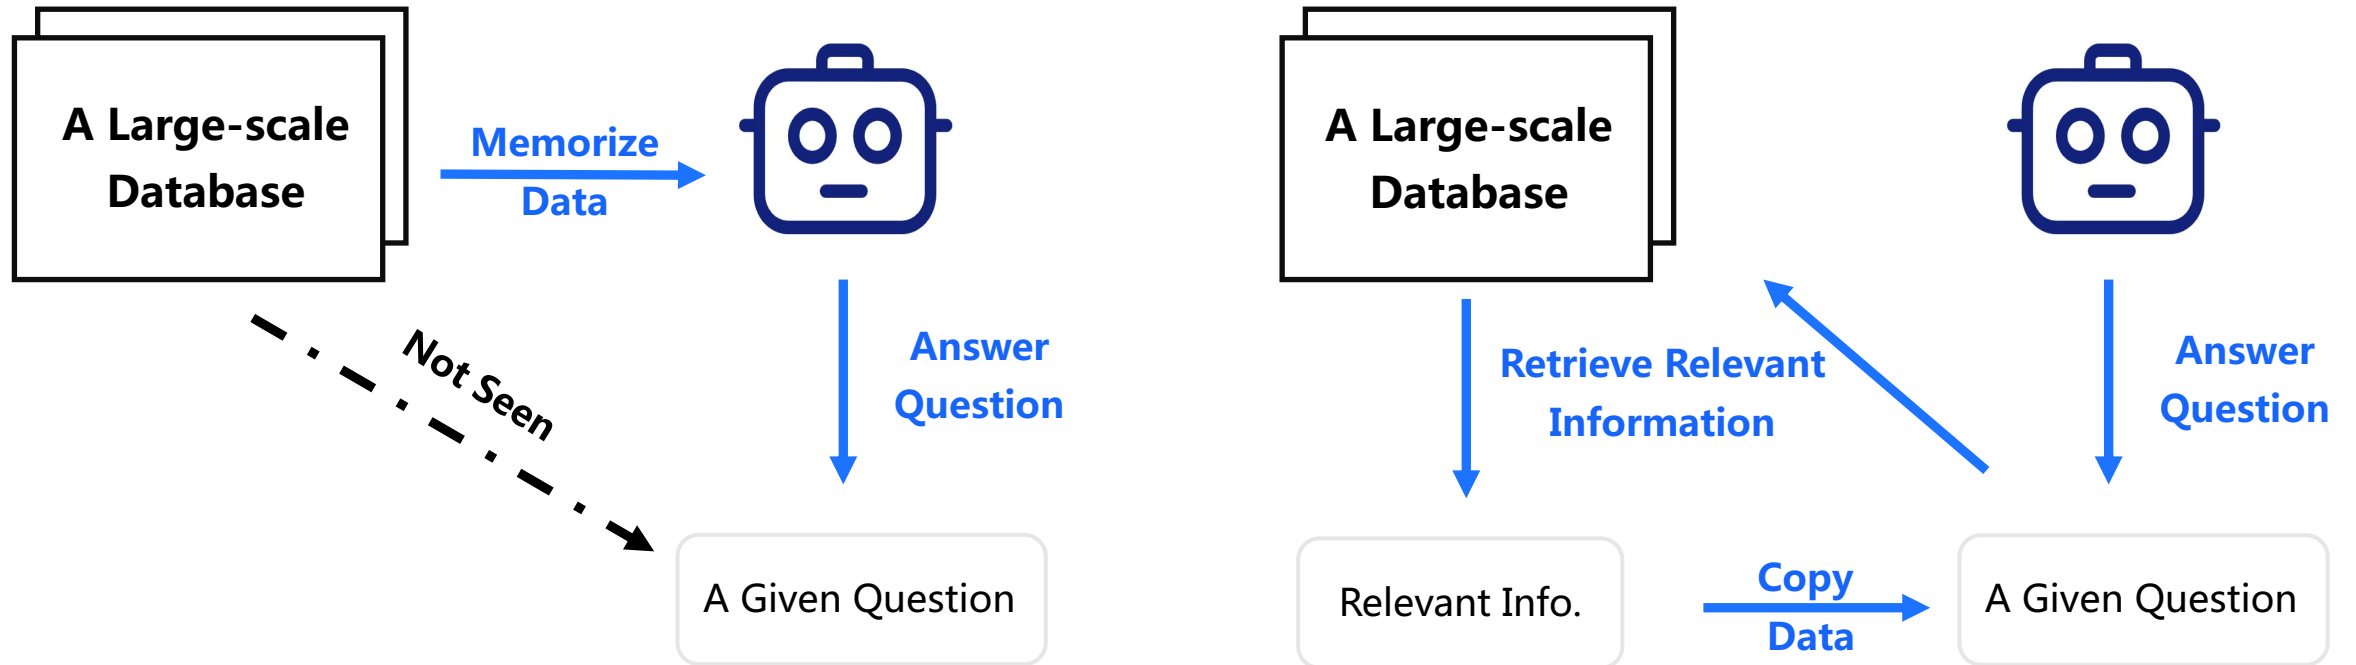 A Large-scale
Database
Memorize
Data
Not Seen
Answer
Question
A Given Question
A Large-scale
Database
Retrieve Relevant
Information
Answer
Question
Relevant Info.
Copy
Data
A Given Question